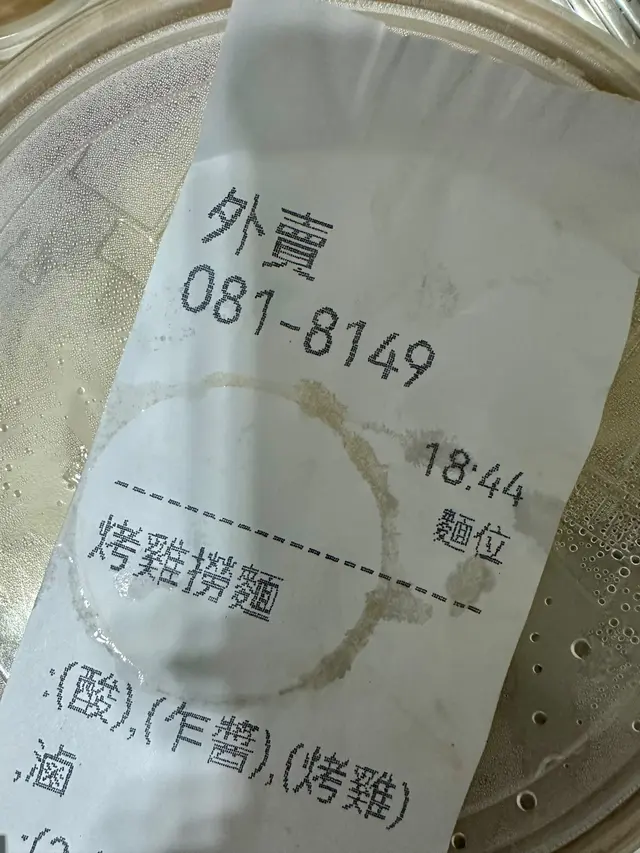 外賣
081-8149
18:44
麵位
烤雞撈麵
:(酸),(乍醬),(烤雞)
,滷